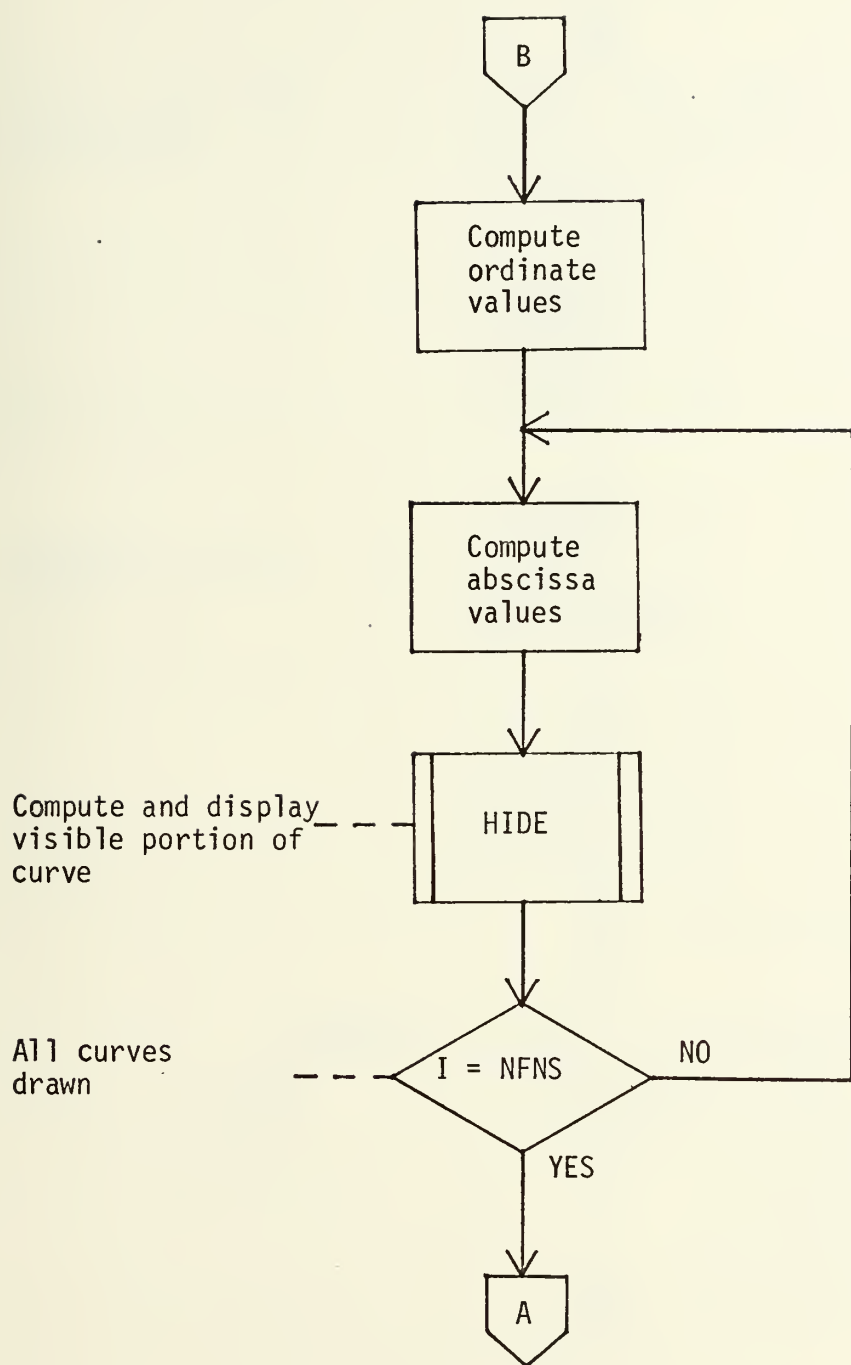 B
Compute
ordinate
values
Compute
abscissa
values
Compute and display
visible portion of
curve
HIDE
All curves
drawn
I = NFNS
NO
YES
A